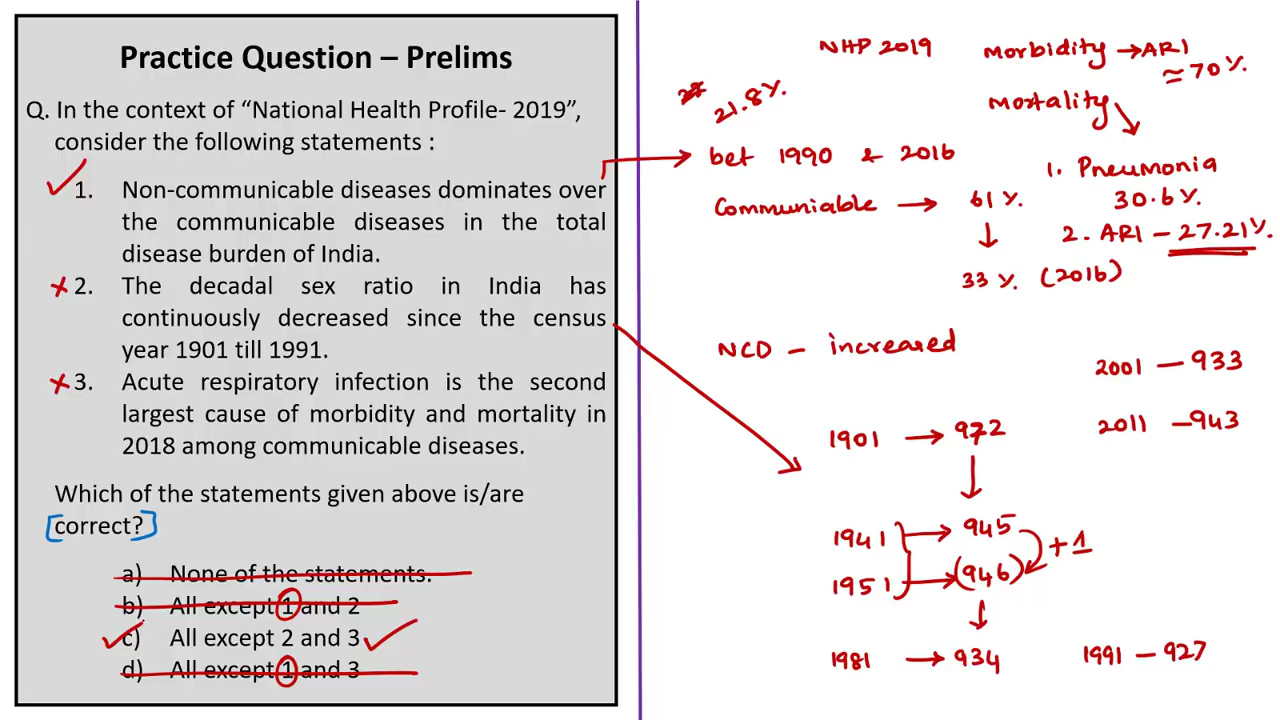 Practice Question – Prelims
Q. In the context of “National Health Profile- 2019”,
consider the following statements :
1. Non-communicable diseases dominates over
the communicable diseases in the total
disease burden of India.
2. The decadal sex ratio in India has
continuously decreased since the census
year 1901 till 1991.
3. Acute respiratory infection is the second
largest cause of morbidity and mortality in
2018 among communicable diseases.
Which of the statements given above is/are
[correct?]
a) None of the statements.
b) All except 1 and 2
c) All except 2 and 3
d) All except 1 and 3
NHP 2019
21.8%.
bet 1990 & 2016
Communiable → 61%.
↓
33%. (2016)
NCD – increased
Morbidity → ARI
≈ 70%.
Mortality
1. Pneumonia
30.6%.
2. ARI – 27.21%.
2001 – 933
2011 – 943
1901 → 972
↓
1941 → 945
+1
1951 → (946)
↓
1981 → 934
1991 – 927